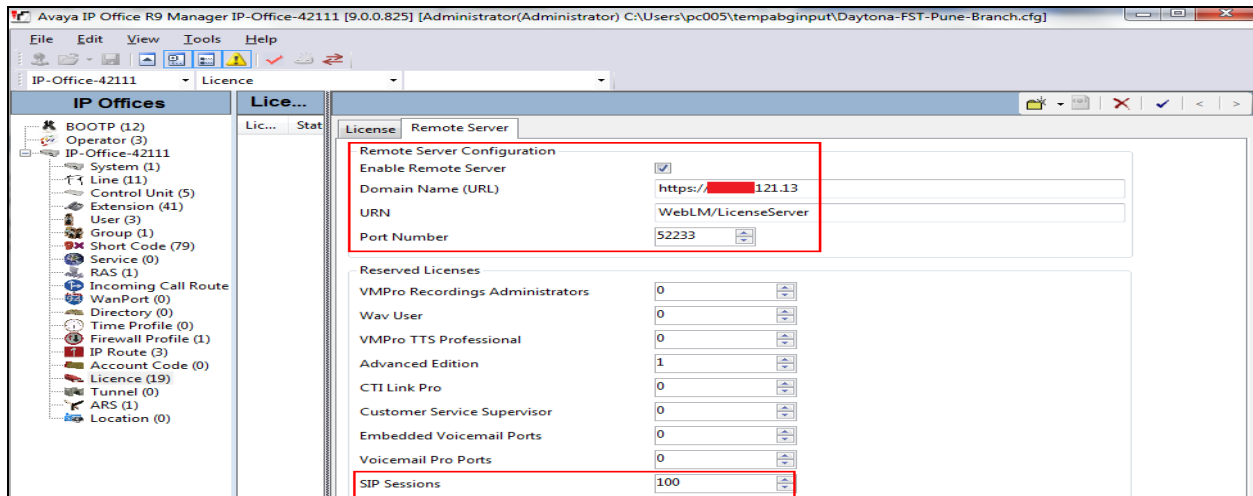 Avaya IP Office R9 Manager IP-Office-42111 [9.0.0.825] [Administrator(Administrator) C:\Users\pc005\tempabginput\Daytona-FST-Pune-Branch.cfg]
File Edit View Tools Help
IP-Office-42111 Licence
IP Offices
BOOTP (12)
Operator (3)
IP-Office-42111
System (1)
Line (11)
Control Unit (5)
Extension (41)
User (3)
Group (1)
Short Code (79)
Service (0)
RAS (1)
Incoming Call Route
WanPort (0)
Directory (0)
Time Profile (0)
Firewall Profile (1)
IP Route (3)
Account Code (0)
Licence (19)
Tunnel (0)
ARS (1)
Location (0)
Lice...
Lic... Stat
License Remote Server
Remote Server Configuration
Enable Remote Server
Domain Name (URL) https:// 121.13
URN WebLM/LicenseServer
Port Number 52233
Reserved Licenses
VMPro Recordings Administrators 0
Wav User 0
VMPro TTS Professional 0
Advanced Edition 1
CTI Link Pro 0
Customer Service Supervisor 0
Embedded Voicemail Ports 0
Voicemail Pro Ports 0
SIP Sessions 100